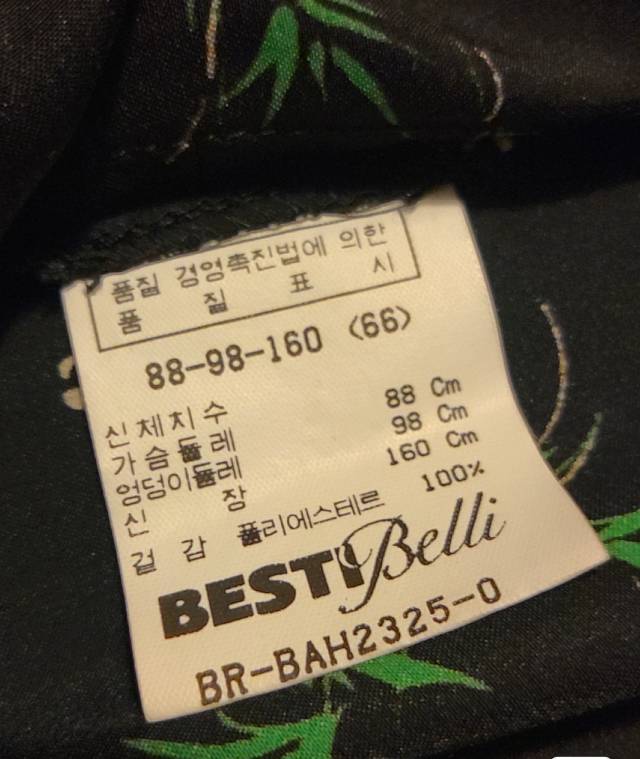 품질 경영촉진법에 의한
품 질 표 시
88-98-160 <66>
신체치수
가슴둘레 88 Cm
엉덩이둘레 98 Cm
신 장 160 Cm
겉 감 폴리에스테르 100%
BESTI Belli
BR-BAH2325-0